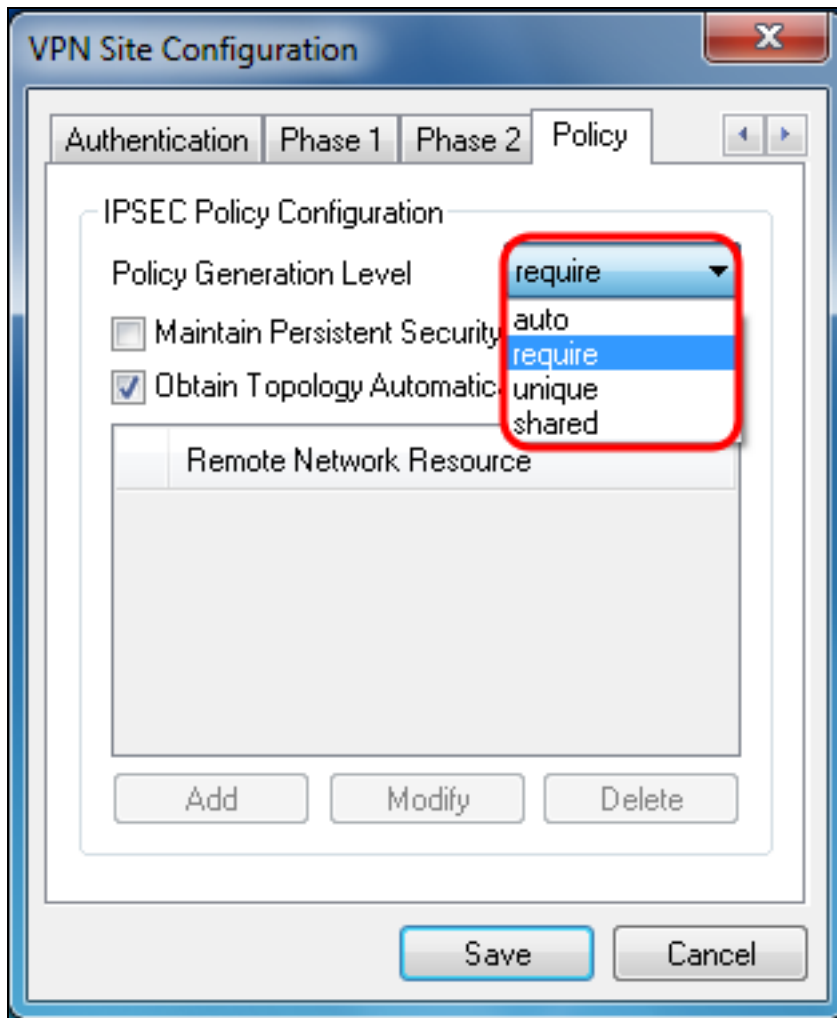 VPN Site Configuration
Authentication Phase 1 Phase 2 Policy
IPSEC Policy Configuration
Policy Generation Level require
auto
Maintain Persistent Security
require
Obtain Topology Automatica
unique
shared
Remote Network Resource
Add Modify Delete
Save Cancel